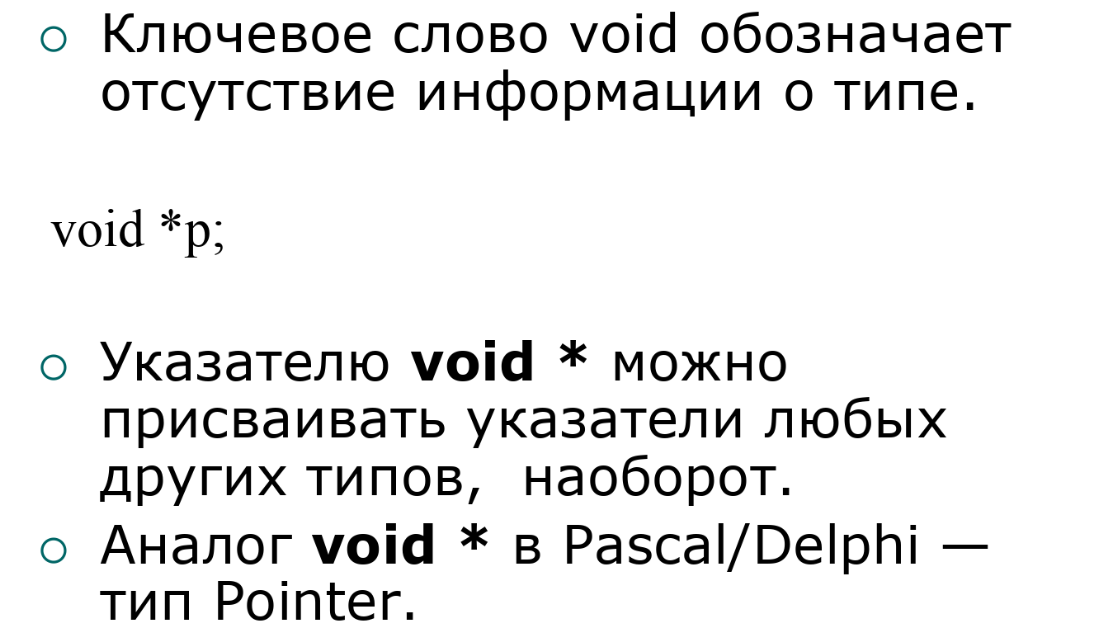 Ключевое слово void обозначает
отсутствие информации о типе.
void *p;
Указателю void * можно
присваивать указатели любых
других типов,  наоборот.
Аналог void * в Pascal/Delphi —
тип Pointer.